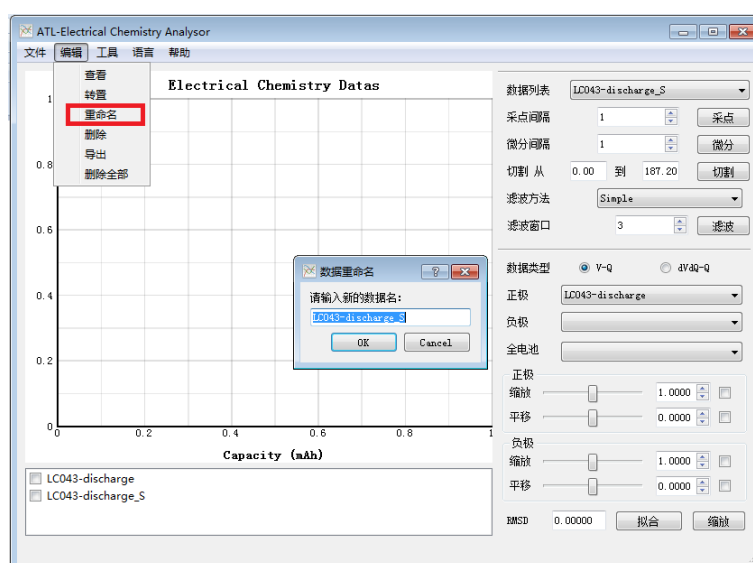 ATL-Electrical Chemistry Analysor
文件 编辑 工具 语言 帮助
查看
转置
重命名
删除
导出
删除全部
Electrical Chemistry Datas
1
0.8
0.6
0.4
0.2
0
0 0.2 0.4 0.6 0.8 1
Capacity (mAh)
数据重命名
请输入新的数据名:
LC043-discharge_S
OK Cancel
LC043-discharge
LC043-discharge_S
数据列表 LC043-discharge_S
采点间隔 1 采点
微分间隔 1 微分
切割 从 0.00 到 187.20 切割
滤波方法 Simple
滤波窗口 3 滤波
数据类型 V-Q dVdQ-Q
正极 LC043-discharge
负极
全电池
正极
缩放 1.0000
平移 0.0000
负极
缩放 1.0000
平移 0.0000
RMSD 0.00000 拟合 缩放